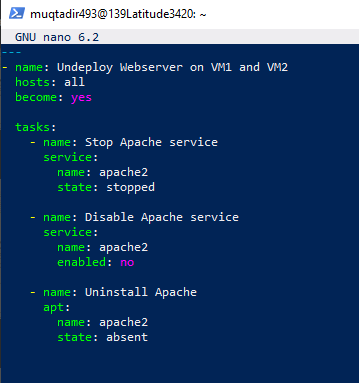 muqtadir493@139Latitude3420: ~
GNU nano 6.2
---
- name: Undeploy Webserver on VM1 and VM2
  hosts: all
  become: yes

  tasks:
    - name: Stop Apache service
      service:
        name: apache2
        state: stopped

    - name: Disable Apache service
      service:
        name: apache2
        enabled: no

    - name: Uninstall Apache
      apt:
        name: apache2
        state: absent